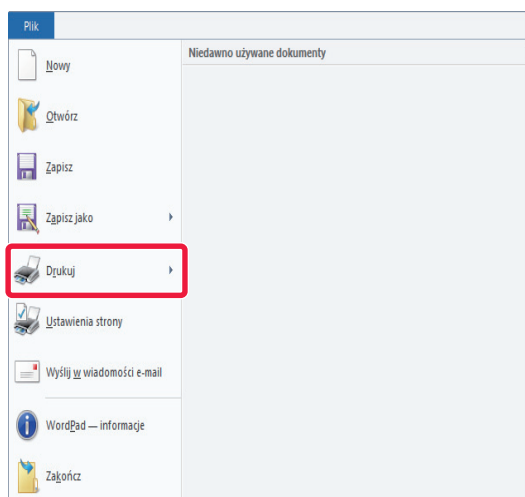 Plik
Niedawno używane dokumenty
Nowy
Otwórz
Zapisz
Zapisz jako
Drukuj
Ustawienia strony
Wyślij w wiadomości e-mail
WordPad — informacje
Zakończ